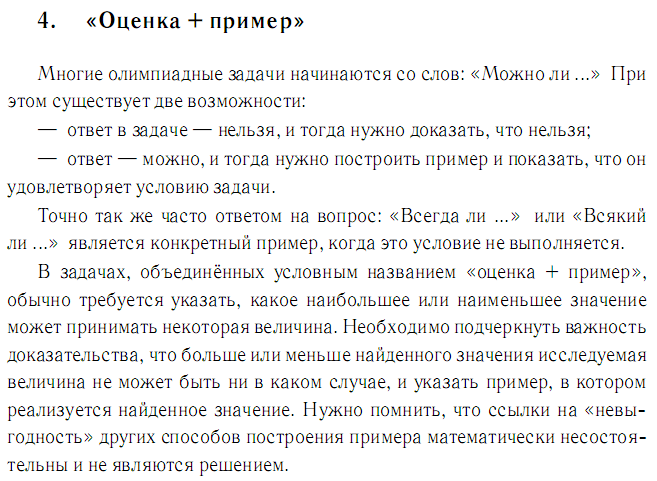 4. «Оценка + пример»
Многие олимпиадные задачи начинаются со слов: «Можно ли ...» При
этом существует две возможности:
— ответ в задаче — нельзя, и тогда нужно доказать, что нельзя;
— ответ — можно, и тогда нужно построить пример и показать, что он
удовлетворяет условию задачи.
Точно так же часто ответом на вопрос: «Всегда ли ...» или «Всякий
ли ...» является конкретный пример, когда это условие не выполняется.
В задачах, объединённых условным названием «оценка + пример»,
обычно требуется указать, какое наибольшее или наименьшее значение
может принимать некоторая величина. Необходимо подчеркнуть важность
доказательства, что больше или меньше найденного значения исследуемая
величина не может быть ни в каком случае, и указать пример, в котором
реализуется найденное значение. Нужно помнить, что ссылки на «невы-
годность» других способов построения примера математически несостоя-
тельны и не являются решением.